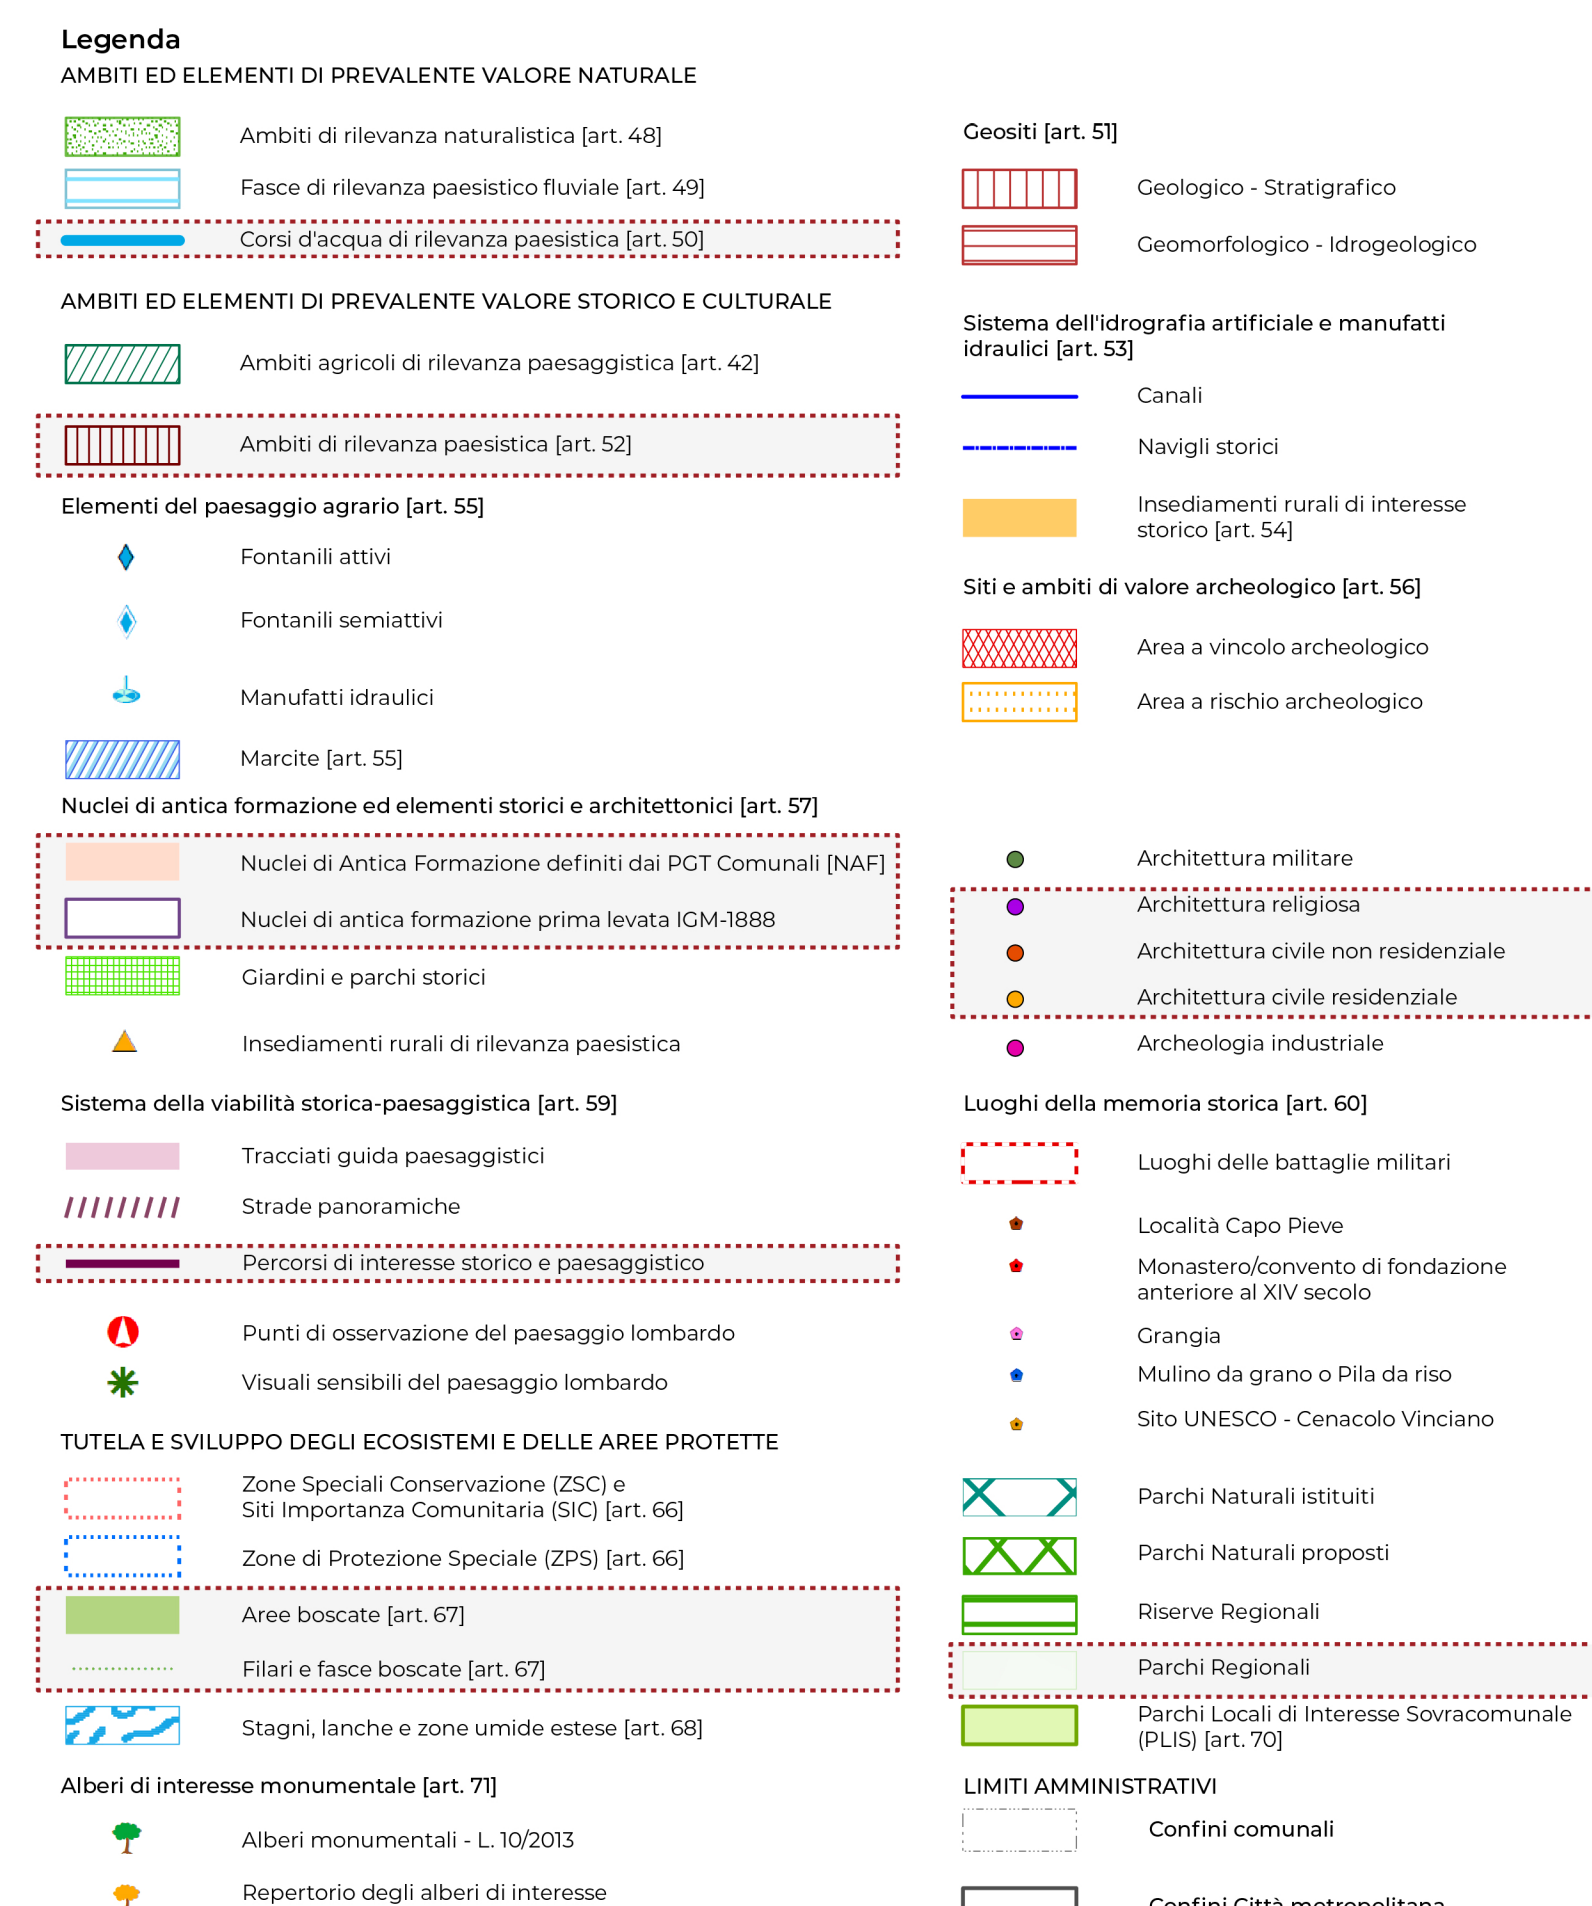 Legenda
AMBITI ED ELEMENTI DI PREVALENTE VALORE NATURALE
Ambiti di rilevanza naturalistica [art. 48]
Fasce di rilevanza paesistico fluviale [art. 49]
Corsi d'acqua di rilevanza paesistica [art. 50]
AMBITI ED ELEMENTI DI PREVALENTE VALORE STORICO E CULTURALE
Ambiti agricoli di rilevanza paesaggistica [art. 42]
Ambiti di rilevanza paesistica [art. 52]
Elementi del paesaggio agrario [art. 55]
Fontanili attivi
Fontanili semiattivi
Manufatti idraulici
Marcite [art. 55]
Nuclei di antica formazione ed elementi storici e architettonici [art. 57]
Nuclei di Antica Formazione definiti dai PGT Comunali [NAF]
Nuclei di antica formazione prima levata IGM-1888
Giardini e parchi storici
Insediamenti rurali di rilevanza paesistica
Sistema della viabilità storica-paesaggistica [art. 59]
Tracciati guida paesaggistici
Strade panoramiche
Percorsi di interesse storico e paesaggistico
Punti di osservazione del paesaggio lombardo
Visuali sensibili del paesaggio lombardo
TUTELA E SVILUPPO DEGLI ECOSISTEMI E DELLE AREE PROTETTE
Zone Speciali Conservazione (ZSC) e
Siti Importanza Comunitaria (SIC) [art. 66]
Zone di Protezione Speciale (ZPS) [art. 66]
Aree boscate [art. 67]
Filari e fasce boscate [art. 67]
Stagni, lanche e zone umide estese [art. 68]
Alberi di interesse monumentale [art. 71]
Alberi monumentali - L. 10/2013
Repertorio degli alberi di interesse
Geositi [art. 51]
Geologico - Stratigrafico
Geomorfologico - Idrogeologico
Sistema dell'idrografia artificiale e manufatti
idraulici [art. 53]
Canali
Navigli storici
Insediamenti rurali di interesse
storico [art. 54]
Siti e ambiti di valore archeologico [art. 56]
Area a vincolo archeologico
Area a rischio archeologico
Architettura militare
Architettura religiosa
Architettura civile non residenziale
Architettura civile residenziale
Archeologia industriale
Luoghi della memoria storica [art. 60]
Luoghi delle battaglie militari
Località Capo Pieve
Monastero/convento di fondazione
anteriore al XIV secolo
Grangia
Mulino da grano o Pila da riso
Sito UNESCO - Cenacolo Vinciano
Parchi Naturali istituiti
Parchi Naturali proposti
Riserve Regionali
Parchi Regionali
Parchi Locali di Interesse Sovracomunale
(PLIS) [art. 70]
LIMITI AMMINISTRATIVI
Confini comunali
Confini Città metropolitana